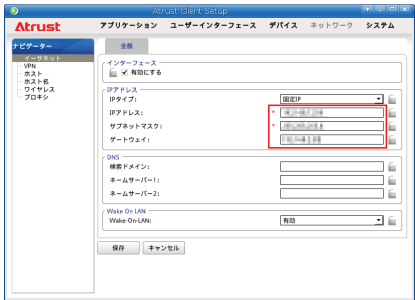 Atrust Client Setup
Atrust
アプリケーション ユーザーインターフェース デバイス ネットワーク システム
ナビゲーター
イーサネット
VPN
ホスト
ホスト名
ワイヤレス
プロキシ
全般
インターフェース
有効にする
IPアドレス
IPタイプ: 固定IP
IPアドレス: *
サブネットマスク: *
ゲートウェイ:
DNS
検索ドメイン:
ネームサーバー1:
ネームサーバー2:
Wake On LAN
Wake-On-LAN: 有効
保存 キャンセル